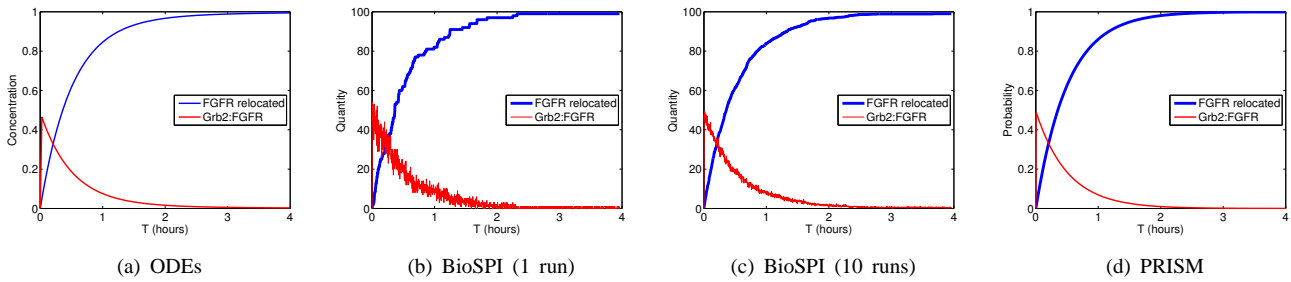 1
0.8
0.6
0.4
0.2
0
Concentration
FGFR relocated
Grb2:FGFR
0 1 2 3 4
T (hours)
(a) ODEs
100
80
60
40
20
0
Quantity
FGFR relocated
Grb2:FGFR
0 1 2 3 4
T (hours)
(b) BioSPI (1 run)
100
80
60
40
20
0
Quantity
FGFR relocated
Grb2:FGFR
0 1 2 3 4
T (hours)
(c) BioSPI (10 runs)
1
0.8
0.6
0.4
0.2
0
Probability
FGFR relocated
Grb2:FGFR
0 1 2 3 4
T (hours)
(d) PRISM